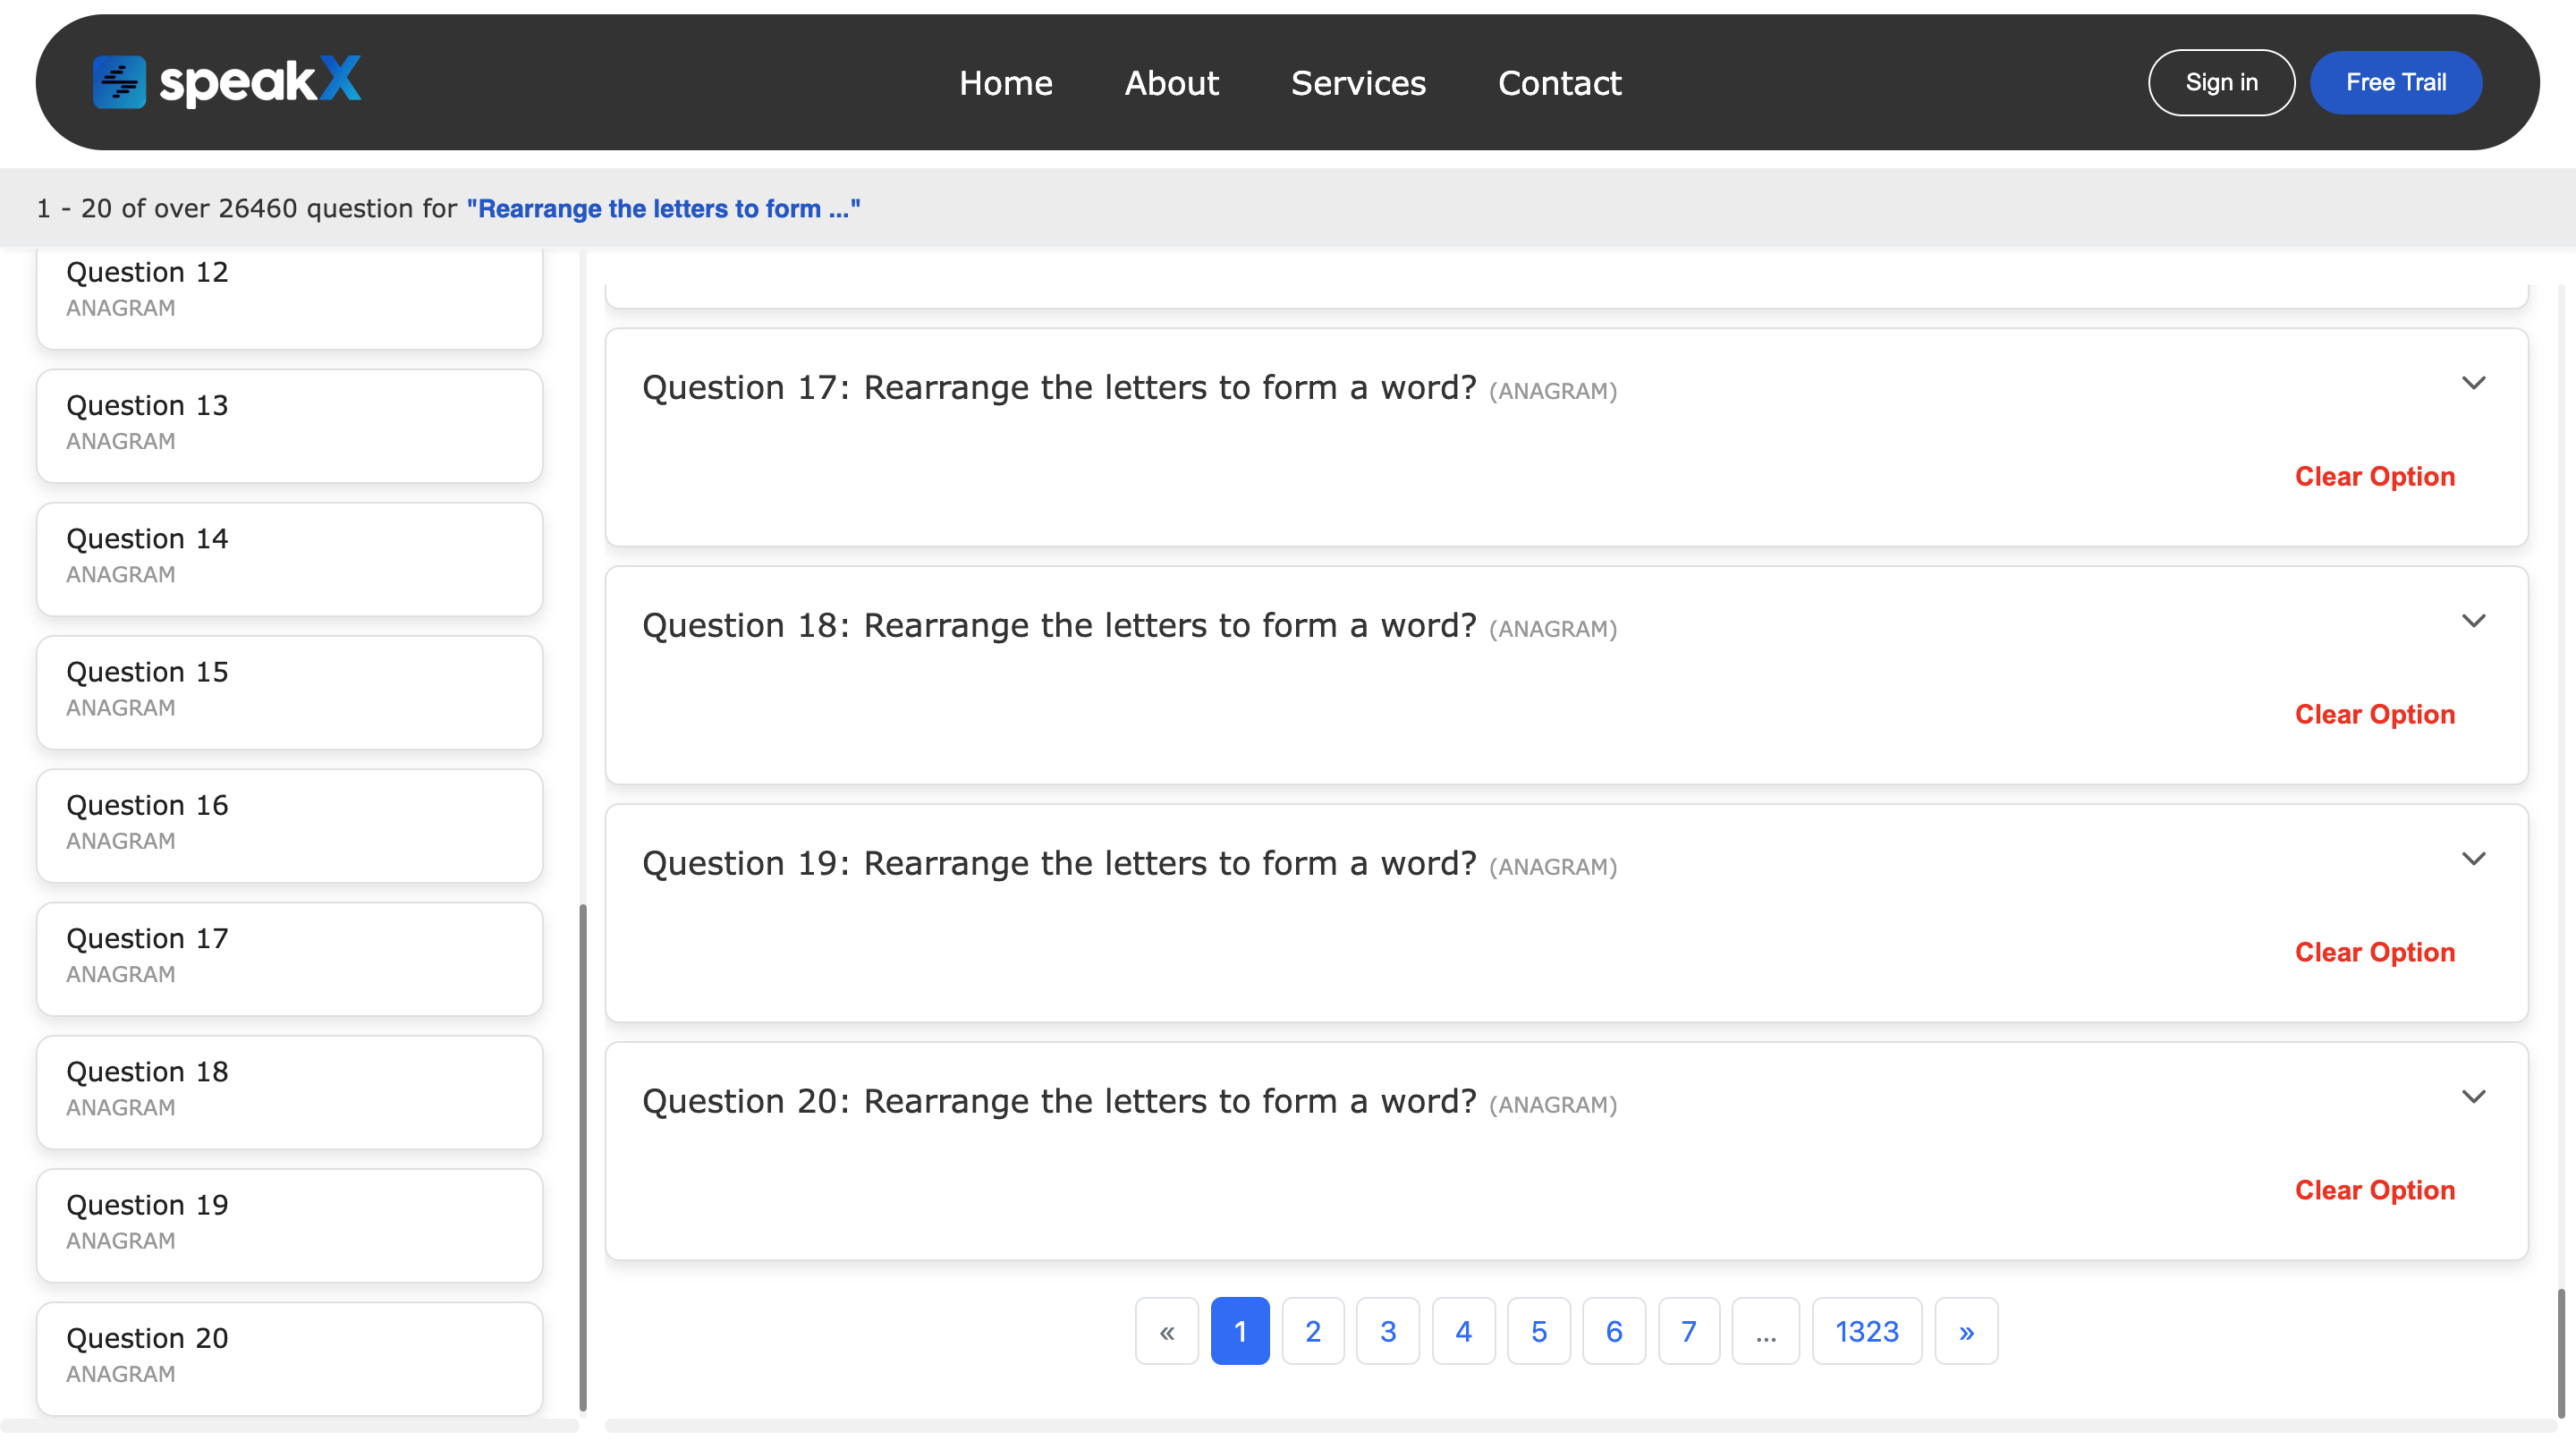 speakX
Home About Services Contact
Sign in Free Trail
1 - 20 of over 26460 question for "Rearrange the letters to form ..."
Question 12
ANAGRAM
Question 13
ANAGRAM
Question 14
ANAGRAM
Question 15
ANAGRAM
Question 16
ANAGRAM
Question 17
ANAGRAM
Question 18
ANAGRAM
Question 19
ANAGRAM
Question 20
ANAGRAM
Question 17: Rearrange the letters to form a word? (ANAGRAM)
Clear Option
Question 18: Rearrange the letters to form a word? (ANAGRAM)
Clear Option
Question 19: Rearrange the letters to form a word? (ANAGRAM)
Clear Option
Question 20: Rearrange the letters to form a word? (ANAGRAM)
Clear Option
« 1 2 3 4 5 6 7 ... 1323 »